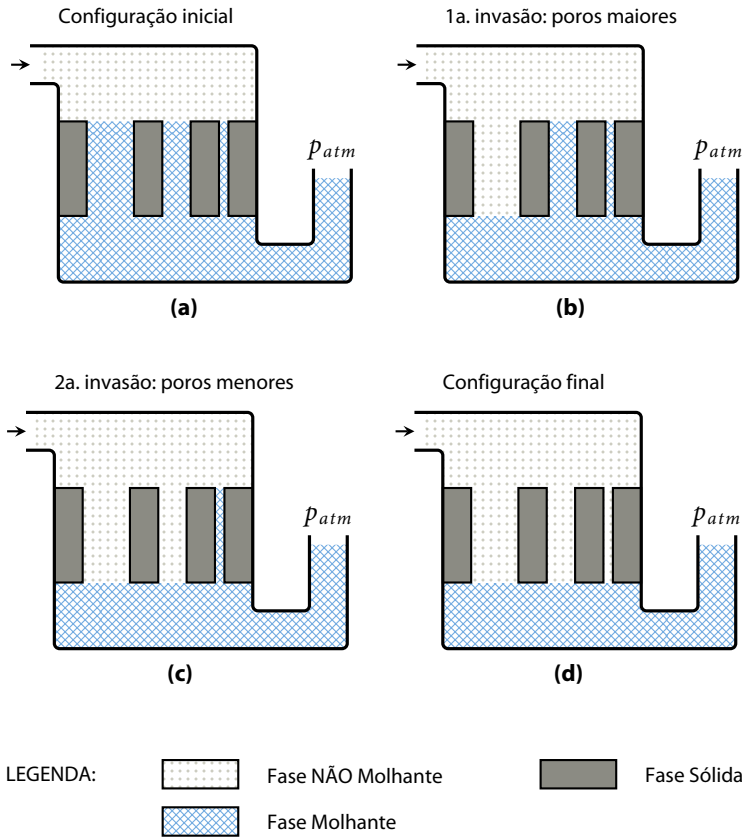 Configuração inicial
1a. invasão: poros maiores
p_atm
p_atm
(a)
(b)
2a. invasão: poros menores
Configuração final
p_atm
p_atm
(c)
(d)
LEGENDA:
Fase NÃO Molhante
Fase Sólida
Fase Molhante